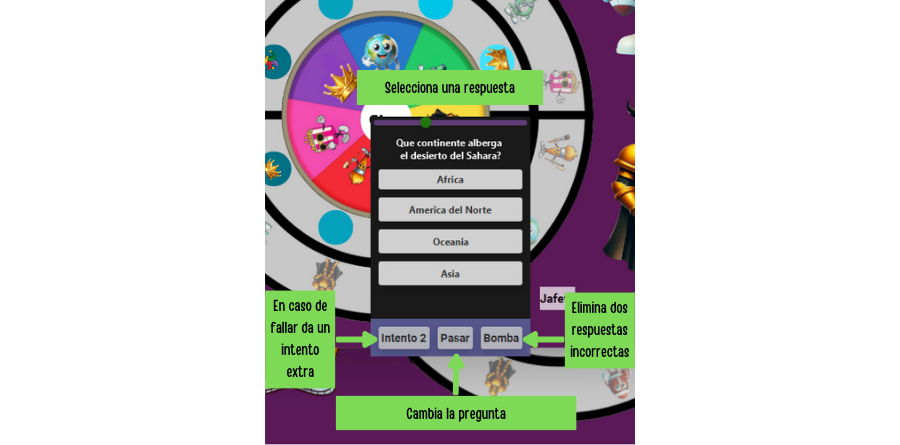 Selecciona una respuesta
Que continente alberga
el desierto del Sahara?
Africa
America del Norte
Oceania
Asia
En caso de
fallar da un
intento
extra
Elimina dos
respuestas
incorrectas
Intento 2
Pasar
Bomba
Cambia la pregunta